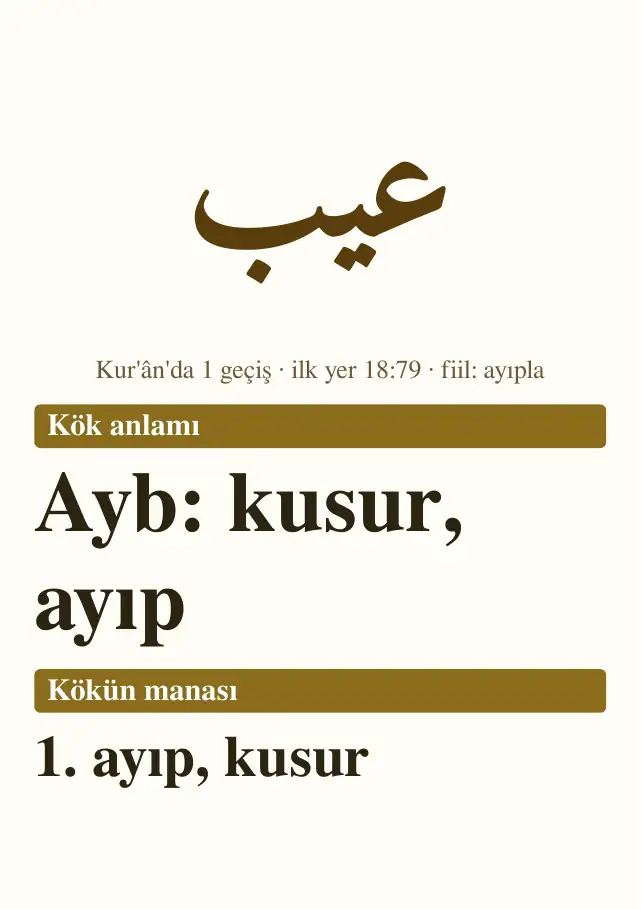 عيب
Kur'ân'da 1 geçiş · ilk yer 18:79 · fiil: ayıpla
Kök anlamı
Ayb: kusur,
ayıp
Kökün manası
1. ayıp, kusur